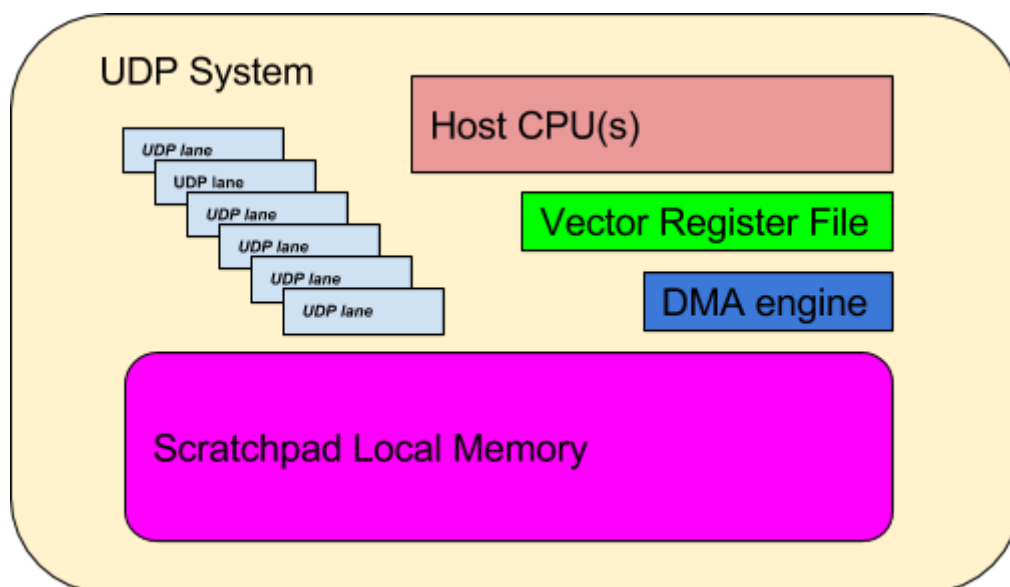 UDP System
Host CPU(s)
UDP lane
UDP lane
UDP lane
UDP lane
UDP lane
UDP lane
Vector Register File
DMA engine
Scratchpad Local Memory